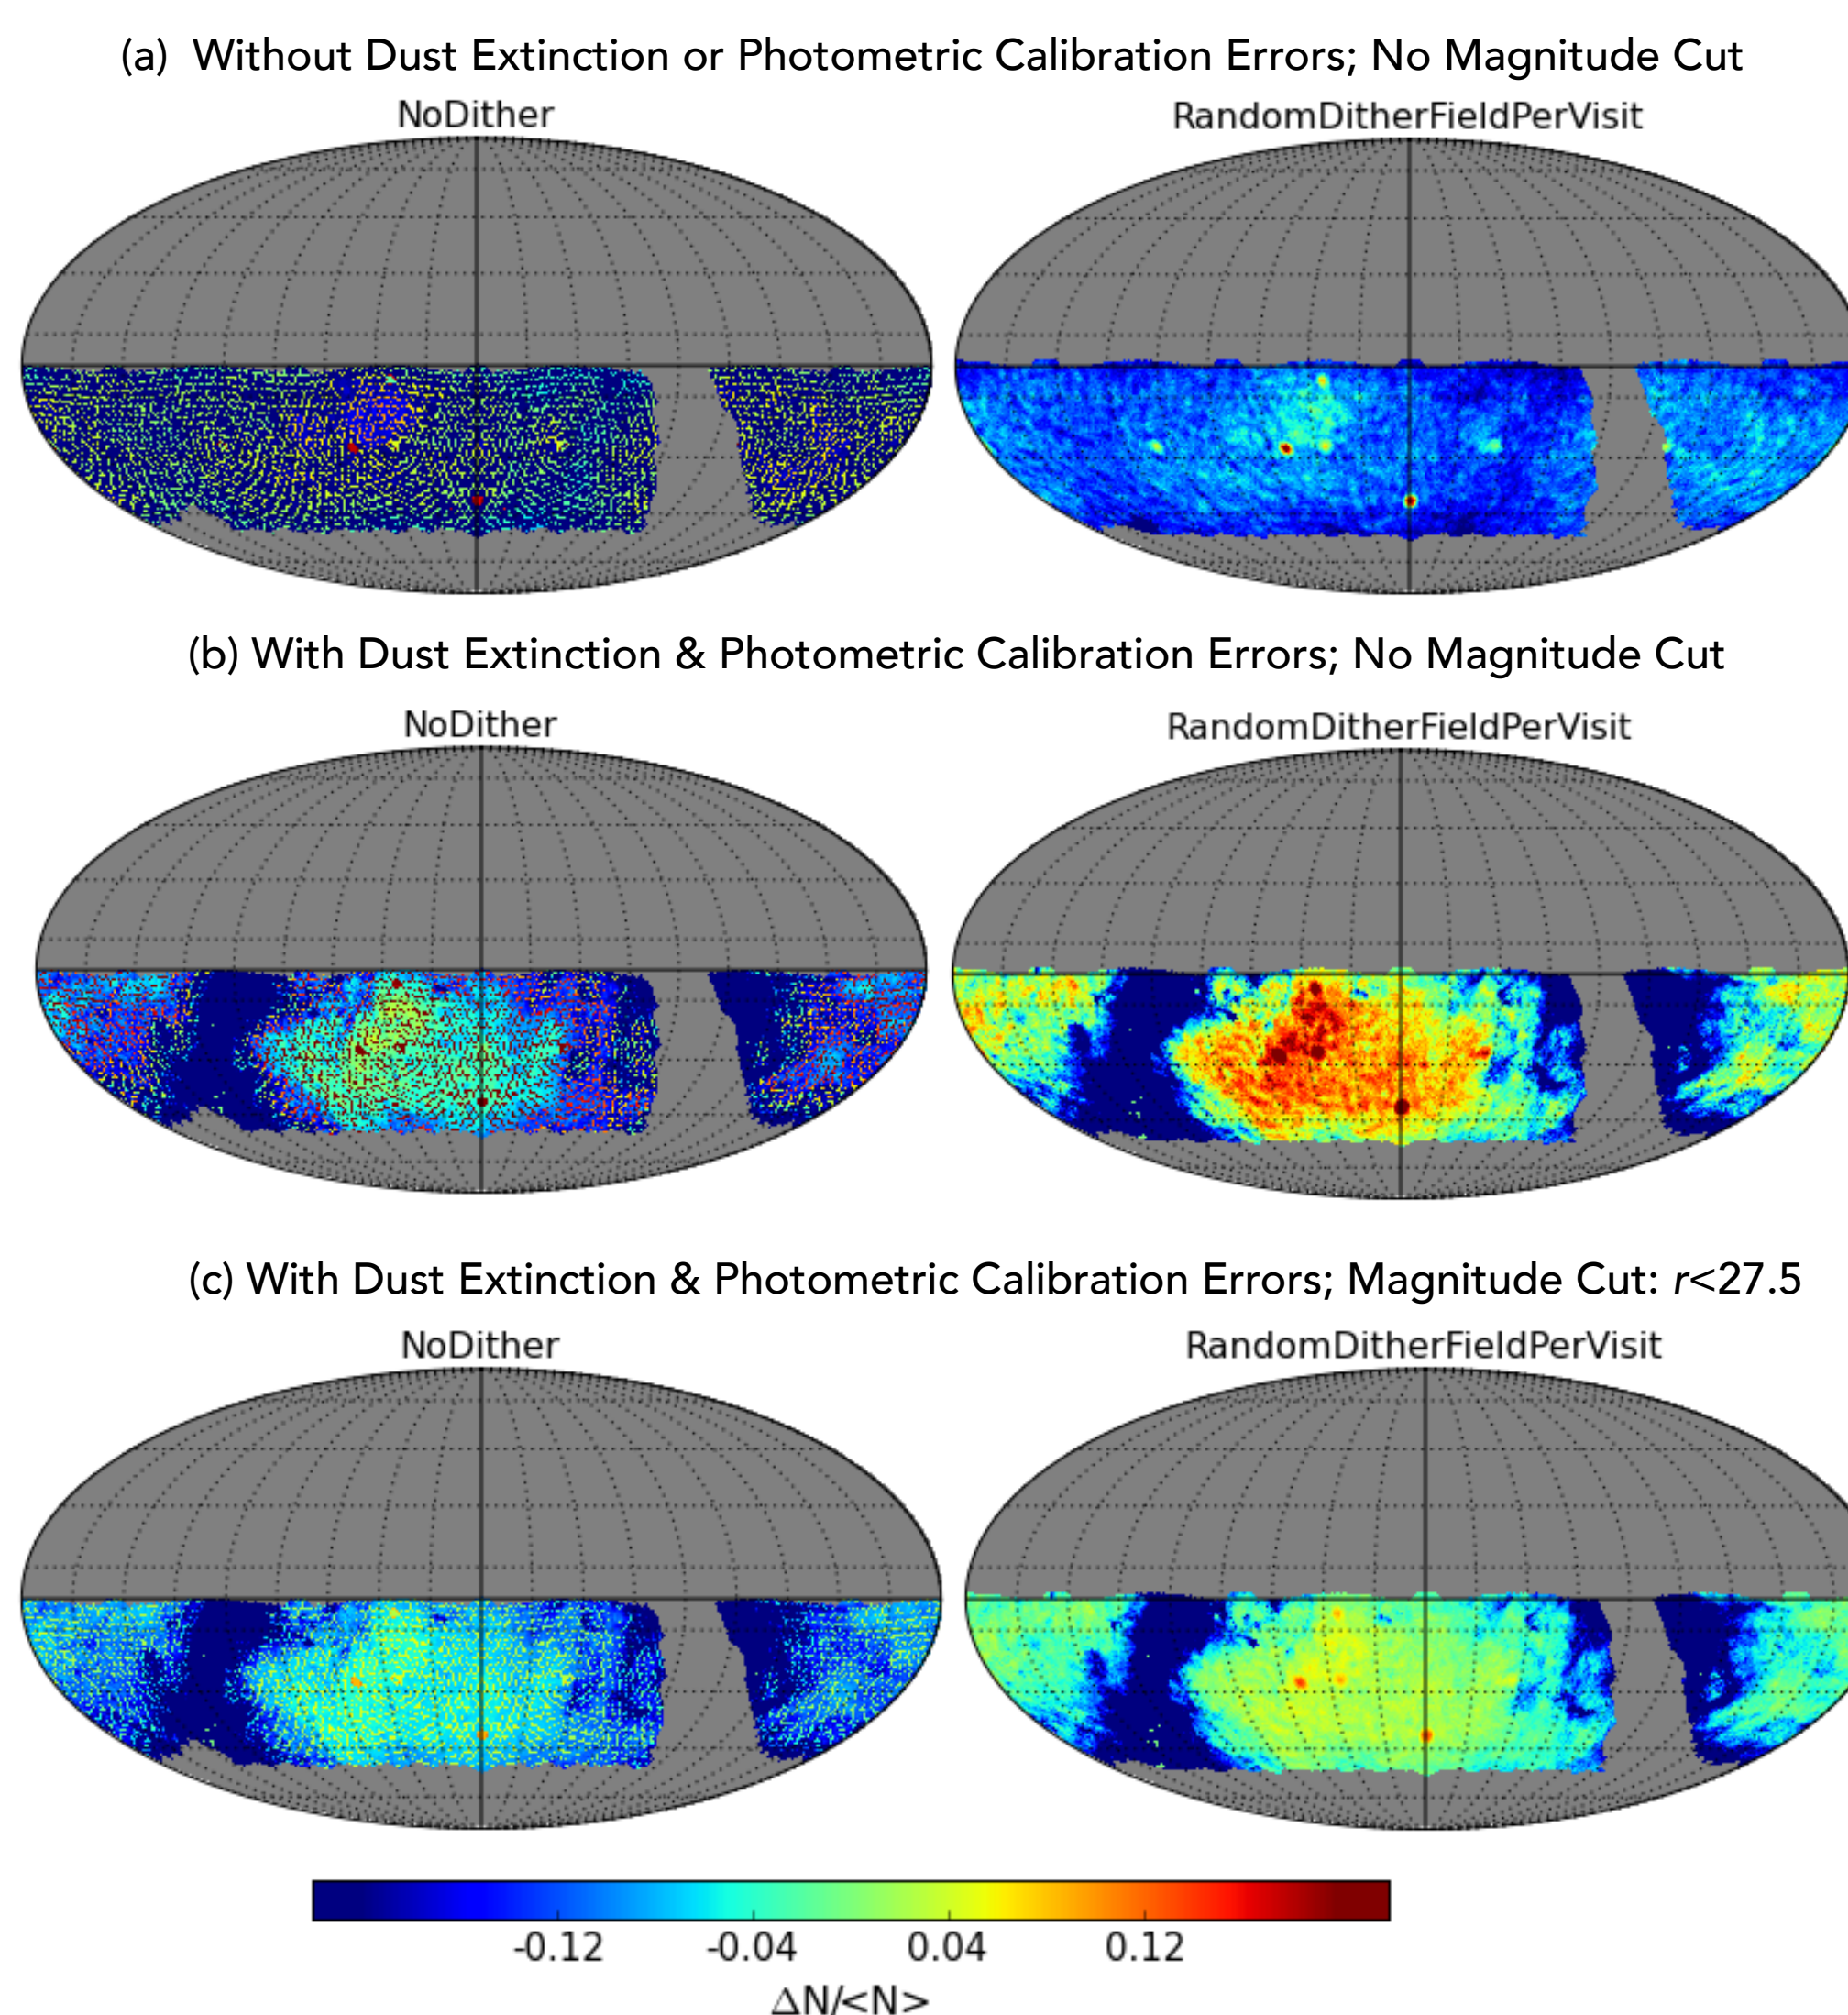 (a) Without Dust Extinction or Photometric Calibration Errors; No Magnitude Cut
NoDither
RandomDitherFieldPerVisit
(b) With Dust Extinction & Photometric Calibration Errors; No Magnitude Cut
NoDither
RandomDitherFieldPerVisit
(c) With Dust Extinction & Photometric Calibration Errors; Magnitude Cut: r<27.5
NoDither
RandomDitherFieldPerVisit
-0.12 -0.04 0.04 0.12
ΔN/<N>